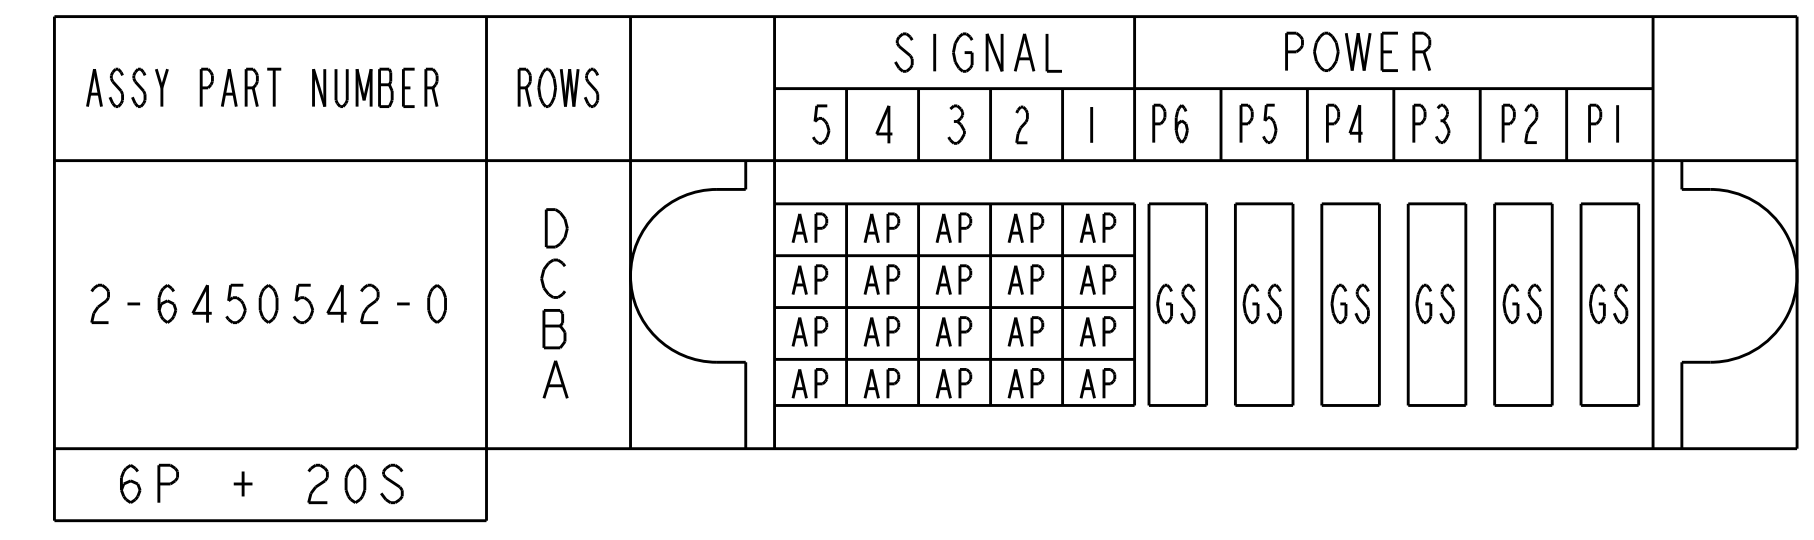 SIGNAL POWER
ASSY PART NUMBER ROWS
5 4 3 2 1 P6 P5 P4 P3 P2 P1
D AP AP AP AP AP
C AP AP AP AP AP
2-6450542-0 GS GS GS GS GS GS
B AP AP AP AP AP
A AP AP AP AP AP
6P + 20S